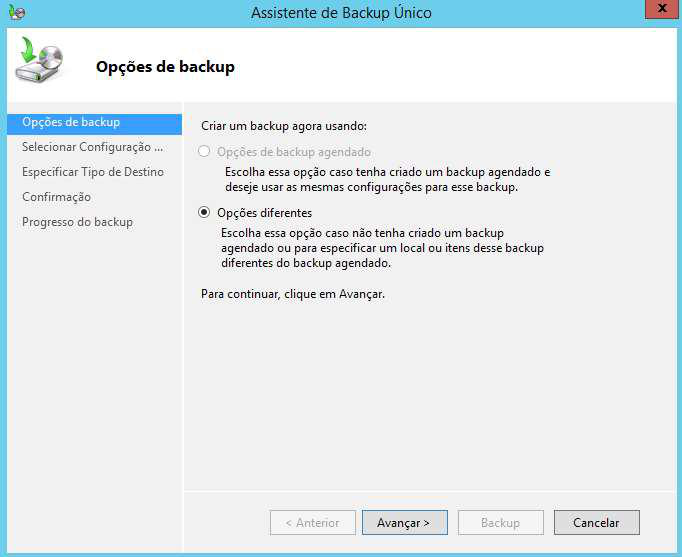 Assistente de Backup Único
x
Opções de backup
Opções de backup
Selecionar Configuração ...
Especificar Tipo de Destino
Confirmação
Progresso do backup
Criar um backup agora usando:
Opções de backup agendado
Escolha essa opção caso tenha criado um backup agendado e
deseje usar as mesmas configurações para esse backup.
Opções diferentes
Escolha essa opção caso não tenha criado um backup
agendado ou para especificar um local ou itens desse backup
diferentes do backup agendado.
Para continuar, clique em Avançar.
< Anterior
Avançar >
Backup
Cancelar